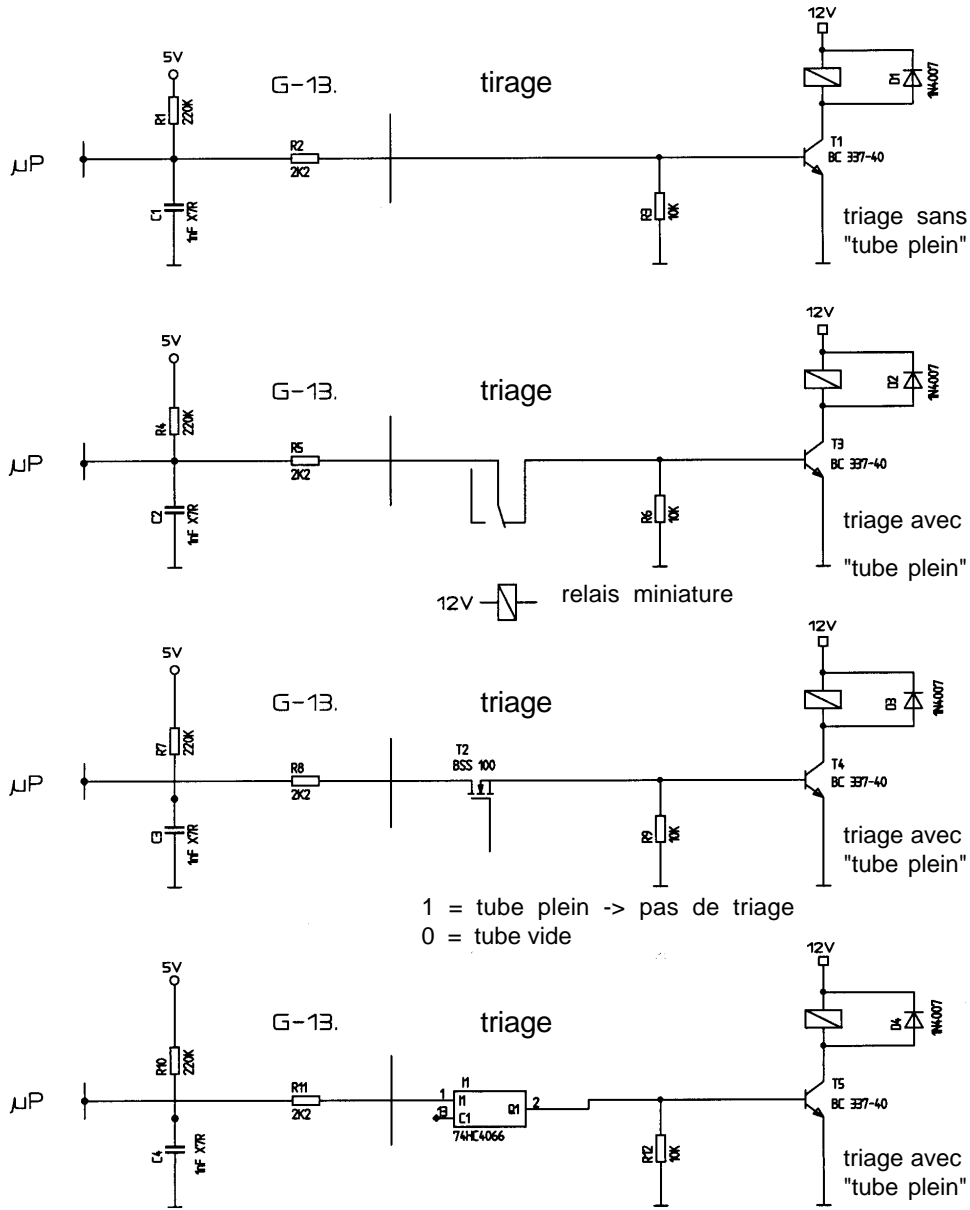 12V
5V
G-13.
tirage
R1
220K
D1
1N4007
µP
R2
2K2
T1
BC 337-40
C1
1nF X7R
R3
10K
triage sans
"tube plein"
12V
5V
G-13.
triage
R4
220K
D2
1N4007
µP
R5
2K2
T3
BC 337-40
C2
1nF X7R
R6
10K
triage avec
"tube plein"
12V
relais miniature
12V
5V
G-13.
triage
R7
220K
D3
1N4007
T2
BSS 100
µP
R8
2K2
T4
BC 337-40
C3
1nF X7R
R9
10K
triage avec
"tube plein"
1 = tube plein -> pas de triage
0 = tube vide
12V
5V
G-13.
triage
R10
220K
D4
1N4007
µP
R11
2K2
1
13
M
M
C1
Q1
2
74HC4066
T5
BC 337-40
C4
1nF X7R
R12
10K
triage avec
"tube plein"